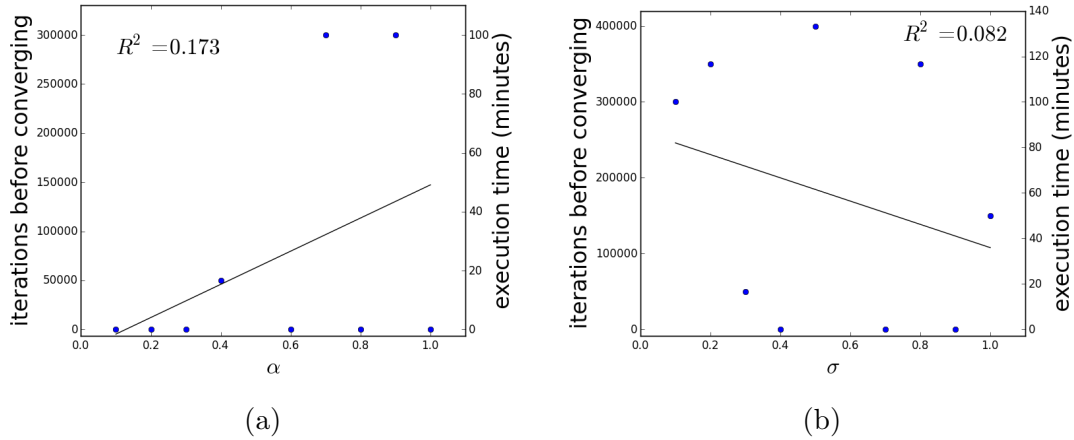 iterations before converging
300000
250000
200000
150000
100000
50000
0
R² =0.173
100
80
60
40
20
0
execution time (minutes)
0.0 0.2 0.4 0.6 0.8 1.0
α
(a)
iterations before converging
400000
300000
200000
100000
0
R² =0.082
140
120
100
80
60
40
20
0
execution time (minutes)
0.0 0.2 0.4 0.6 0.8 1.0
σ
(b)